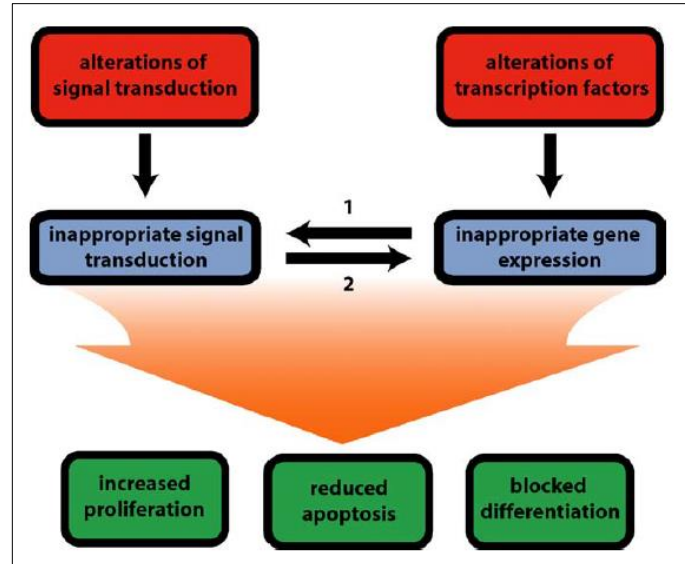 alterations of
signal transduction
alterations of
transcription factors
1
inappropriate signal
transduction
inappropriate gene
expression
2
increased
proliferation
reduced
apoptosis
blocked
differentiation